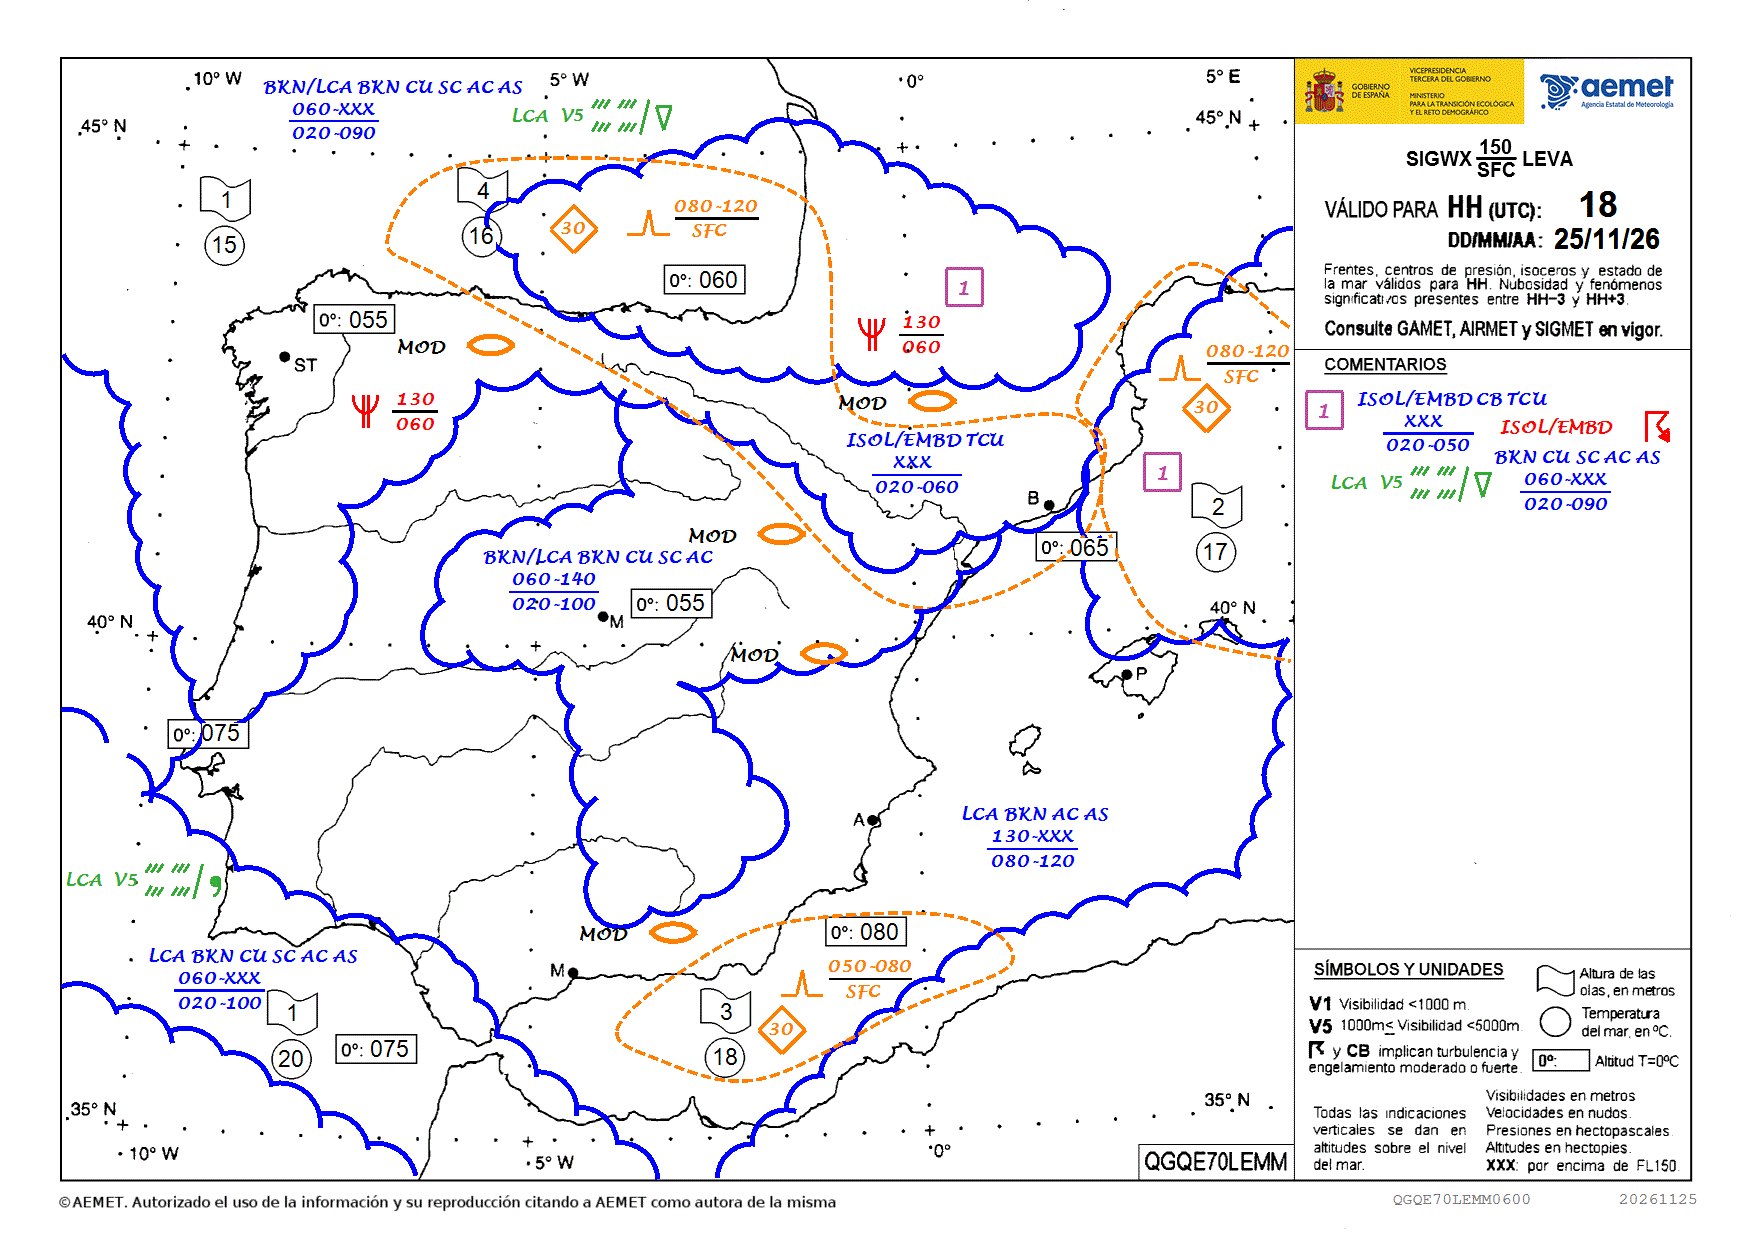 10° W
BKN/LCA BKN CU SC AC AS
060-XXX
020-090
5° W
LCA V5
0°
5° E
45° N
45° N
1
15
4
16
30
080-120
SFC
0º: 060
1
130
060
0º: 055
MOD
ST
130
060
MOD
ISOL/EMBD TCU
XXX
020-060
080-120
SFC
30
1
B
2
17
0º: 065
MOD
BKN/LCA BKN CU SC AC
060-140
020-100
0º: 055
M
40° N
40° N
MOD
P
0º: 075
LCA BKN AC AS
130-XXX
080-120
A
LCA V5
MOD
0º: 080
LCA BKN CU SC AC AS
060-XXX
020-100
1
20
0º: 075
M
050-080
SFC
3
18
30
35° N
35° N
10° W
5° W
0°
QGQE70LEMM
GOBIERNO
DE ESPAÑA
VICEPRESIDENCIA
TERCERA DEL GOBIERNO
MINISTERIO
PARA LA TRANSICIÓN ECOLÓGICA
Y EL RETO DEMOGRÁFICO
aemet
Agencia Estatal de Meteorología
SIGWX 150 LEVA
SFC
VÁLIDO PARA HH (UTC): 18
DD/MM/AA: 25/11/26
Frentes, centros de presión, isoceros y estado de
la mar válidos para HH. Nubosidad y fenómenos
significativos presentes entre HH-3 y HH+3.
Consulte GAMET, AIRMET y SIGMET en vigor.
COMENTARIOS
1
ISOL/EMBD CB TCU
XXX
020-050
ISOL/EMBD
BKN CU SC AC AS
060-XXX
020-090
LCA V5
SÍMBOLOS Y UNIDADES
V1 Visibilidad <1000 m.
V5 1000m≤ Visibilidad <5000m.
y CB implican turbulencia y
engelamiento moderado o fuerte.
Altura de las
olas, en metros
Temperatura
del mar, en ºC.
0º: Altitud T=0ºC
Todas las indicaciones
verticales se dan en
altitudes sobre el nivel
del mar.
Visibilidades en metros
Velocidades en nudos.
Presiones en hectopascales.
Altitudes en hectopies.
XXX: por encima de FL150.
©AEMET. Autorizado el uso de la información y su reproducción citando a AEMET como autora de la misma
QGQE70LEMM0600 20261125